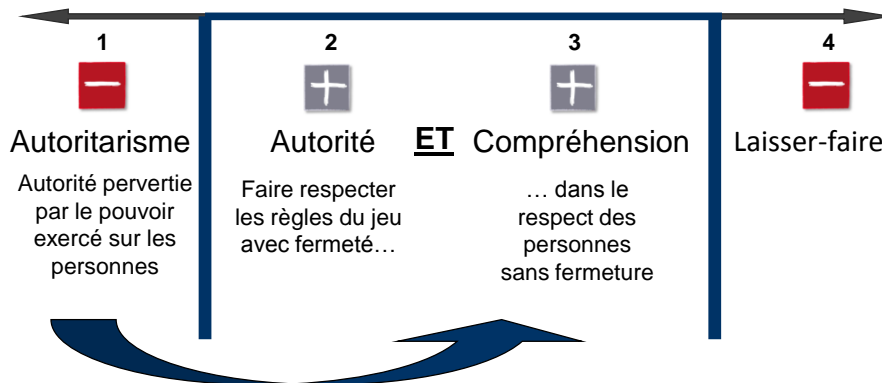 1
2
3
4
Autoritarisme
Autorité
ET
Compréhension
Laisser-faire
Autorité pervertie
par le pouvoir
exercé sur les
personnes
Faire respecter
les règles du jeu
avec fermeté…
… dans le
respect des
personnes
sans fermeture